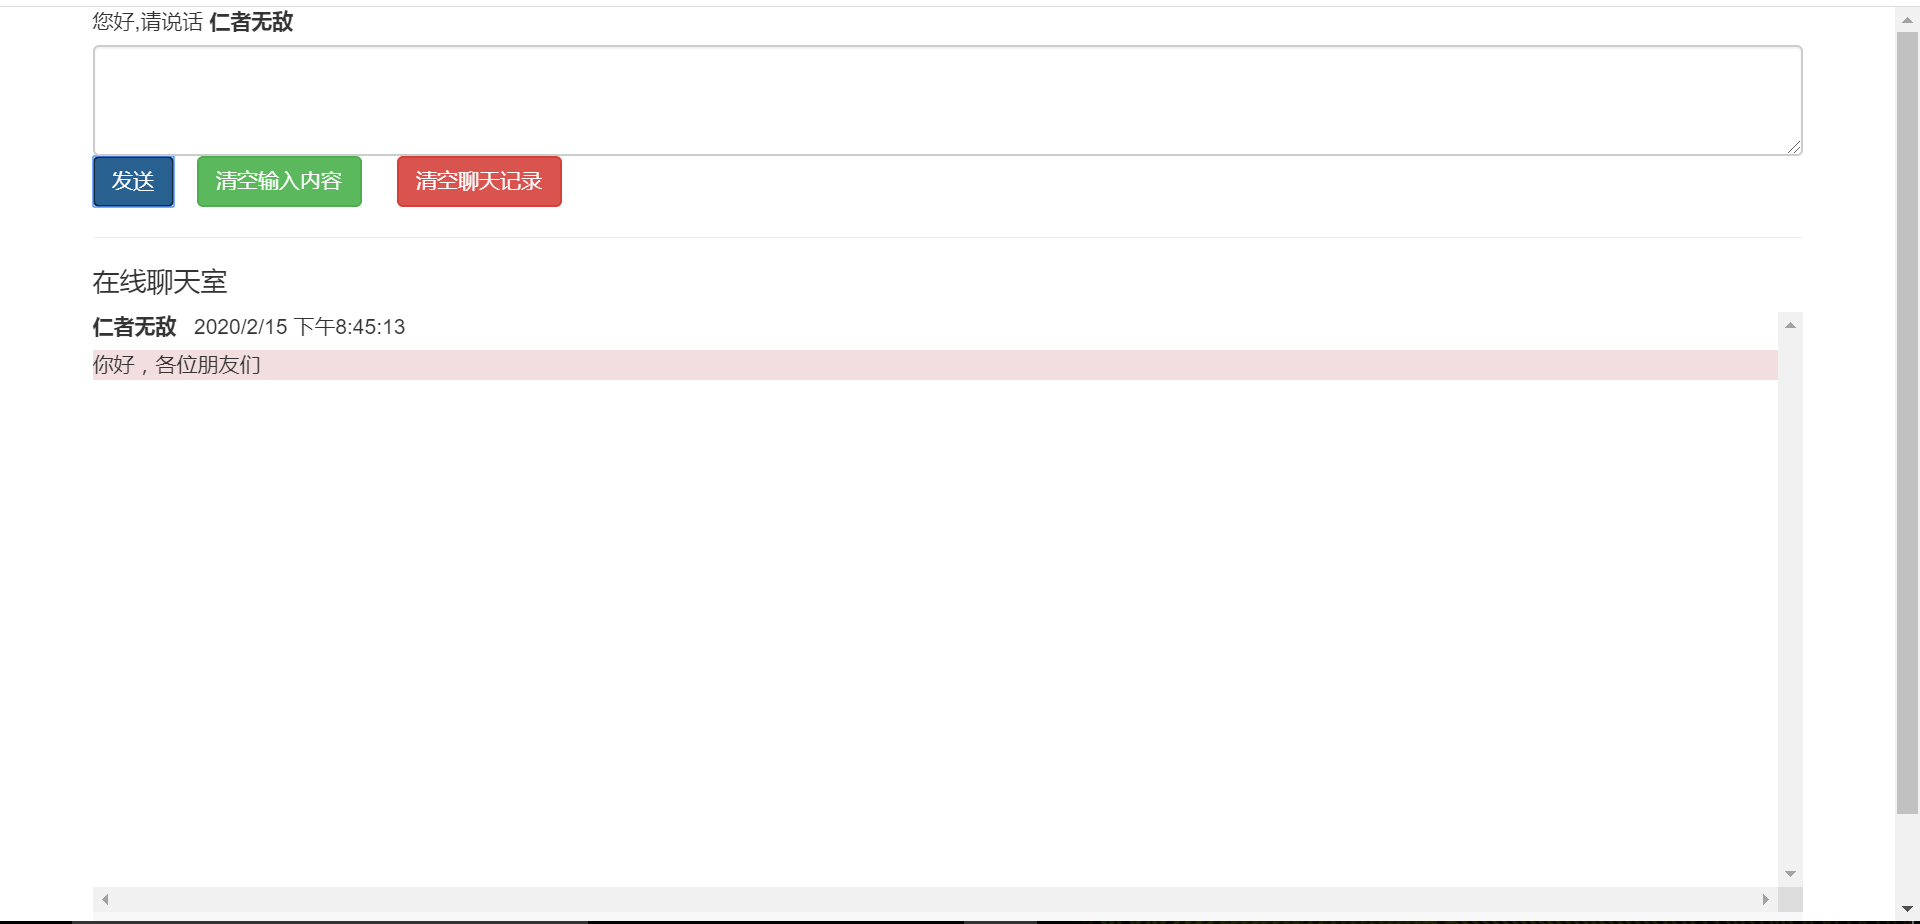 您好,请说话 仁者无敌
发送 清空输入内容 清空聊天记录
在线聊天室
仁者无敌 2020/2/15 下午8:45:13
你好，各位朋友们